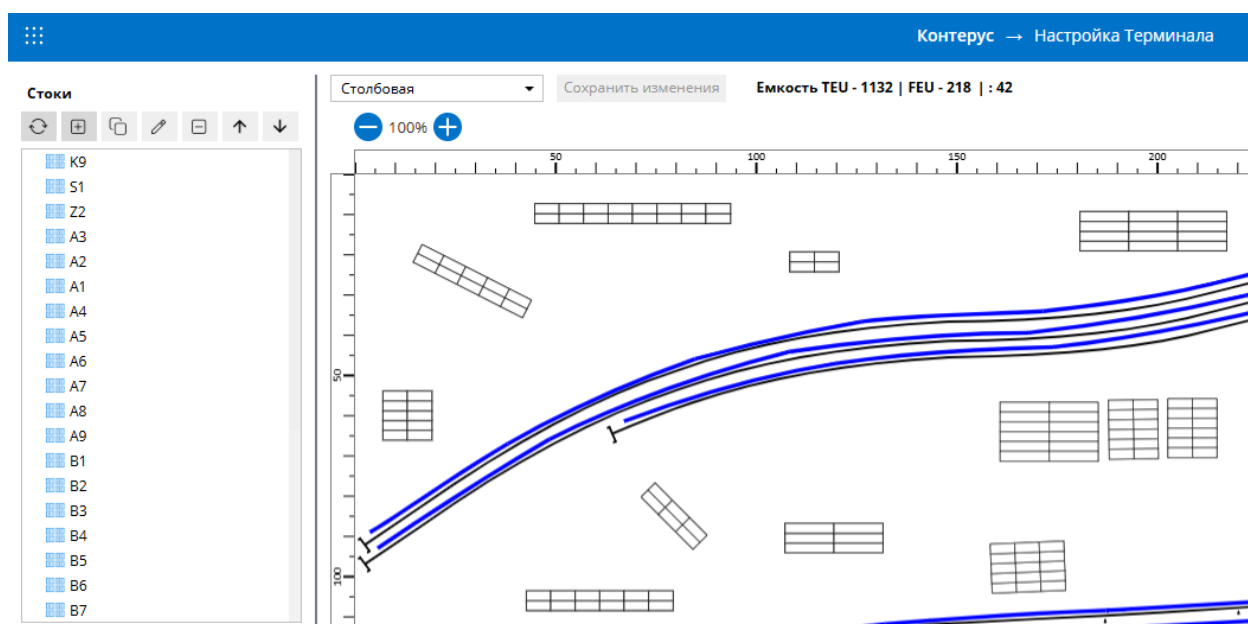 Контерус → Настройка Терминала
Стоки
Столбовая
Сохранить изменения
Емкость TEU - 1132 | FEU - 218 | : 42
100%
K9
S1
Z2
A3
A2
A1
A4
A5
A6
A7
A8
A9
B1
B2
B3
B4
B5
B6
B7
50
100
150
200
50
100